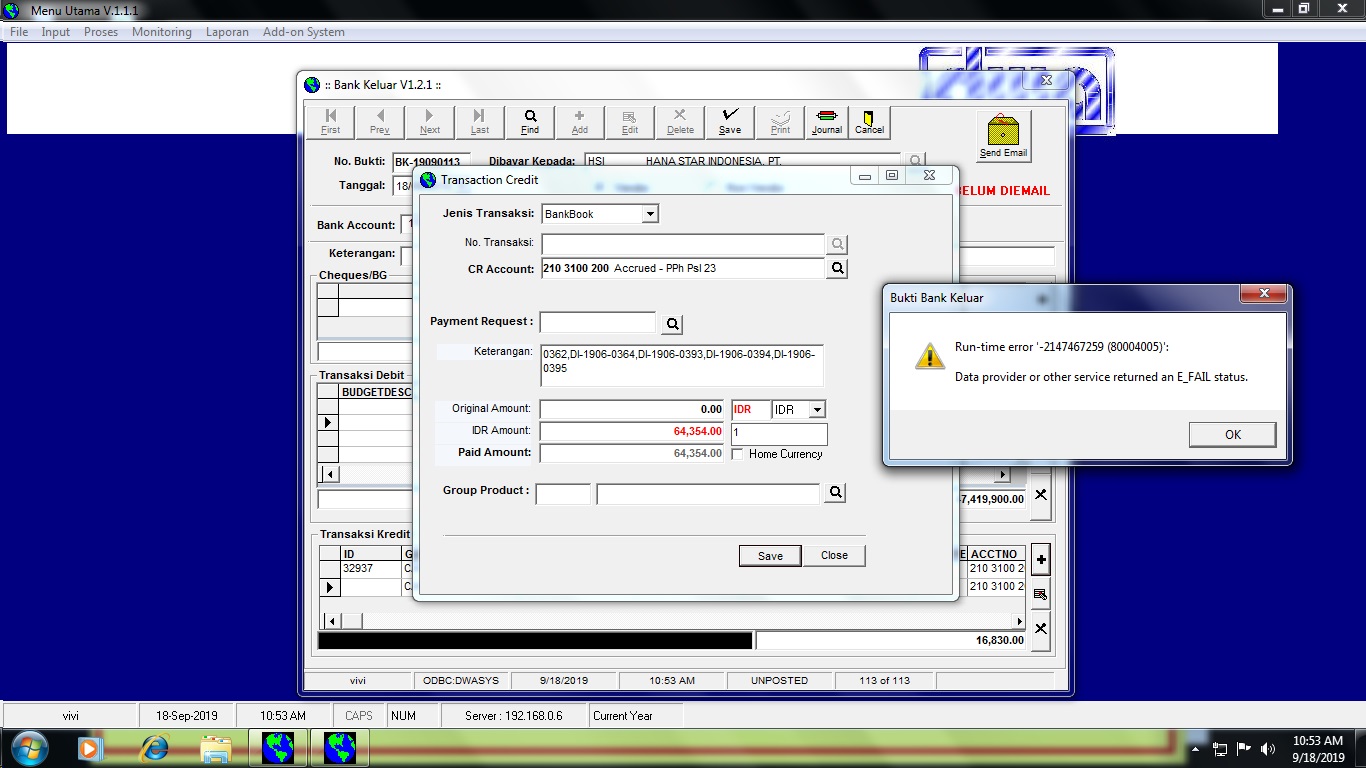 Menu Utama V.1.1.1
File Input Proses Monitoring Laporan Add-on System
:: Bank Keluar V1.2.1 ::
First Prev Next Last Find Add Edit Delete Save Print Journal Cancel
Send Email
No. Bukti: BK-19090113 Dibayar Kepada: HSI HANA STAR INDONESIA, PT.
Tanggal: 18/
BELUM DIEMAIL
Bank Account: 1
Keterangan:
Cheques/BG
Transaksi Debit
BUDGETDESC
7,419,900.00
Transaksi Kredit
ID ACCTNO
32937 210 3100 2
210 3100 2
16,830.00
vivi ODBC:DWASYS 9/18/2019 10:53 AM UNPOSTED 113 of 113
Transaction Credit
Jenis Transaksi: BankBook
No. Transaksi:
CR Account: 210 3100 200 Accrued - PPh Psl 23
Payment Request :
Keterangan: 0362,DI-1906-0364,DI-1906-0393,DI-1906-0394,DI-1906-
0395
Original Amount: 0.00 IDR IDR
IDR Amount: 64,354.00 1
Paid Amount: 64,354.00 Home Currency
Group Product :
Save Close
Bukti Bank Keluar
Run-time error '-2147467259 (80004005)':
Data provider or other service returned an E_FAIL status.
OK
vivi 18-Sep-2019 10:53 AM CAPS NUM Server : 192.168.0.6 Current Year
10:53 AM
9/18/2019